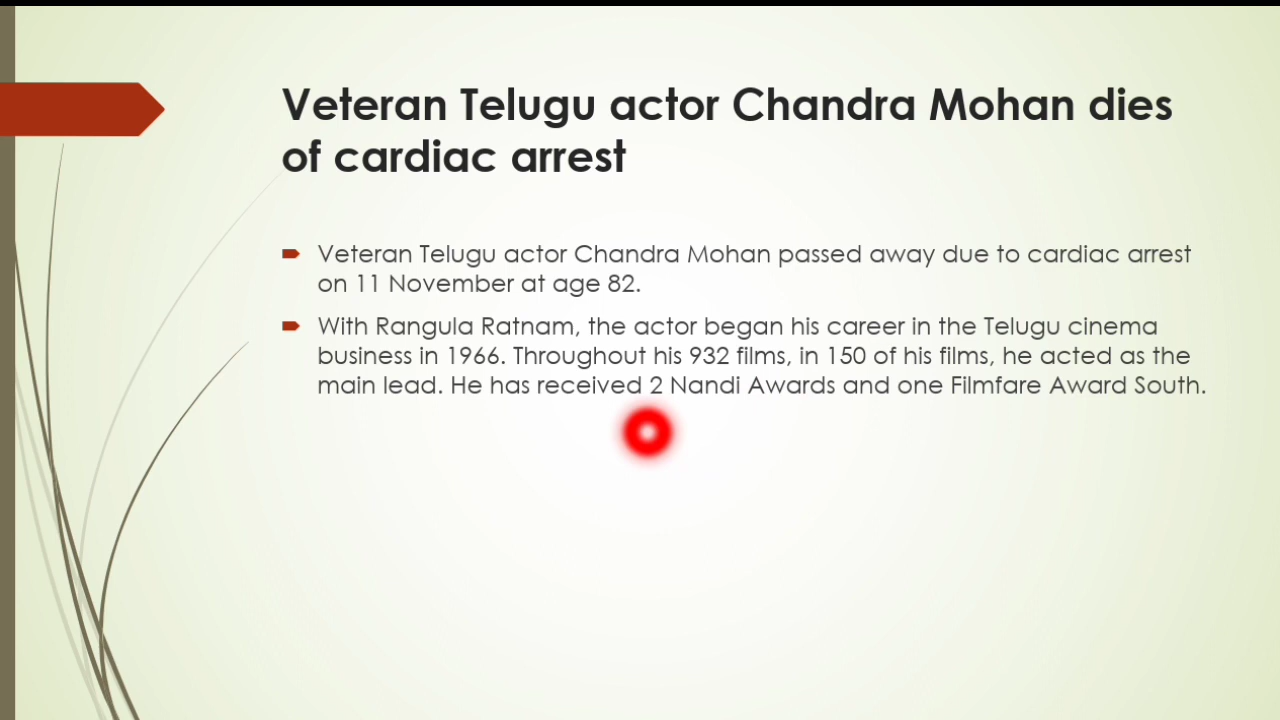 Veteran Telugu actor Chandra Mohan dies
of cardiac arrest
Veteran Telugu actor Chandra Mohan passed away due to cardiac arrest
on 11 November at age 82.
With Rangula Ratnam, the actor began his career in the Telugu cinema
business in 1966. Throughout his 932 films, in 150 of his films, he acted as the
main lead. He has received 2 Nandi Awards and one Filmfare Award South.